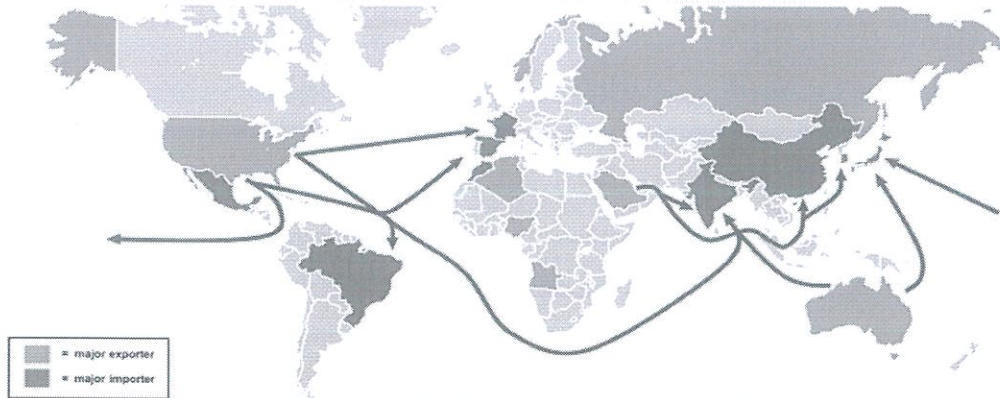 = major exporter
= major importer